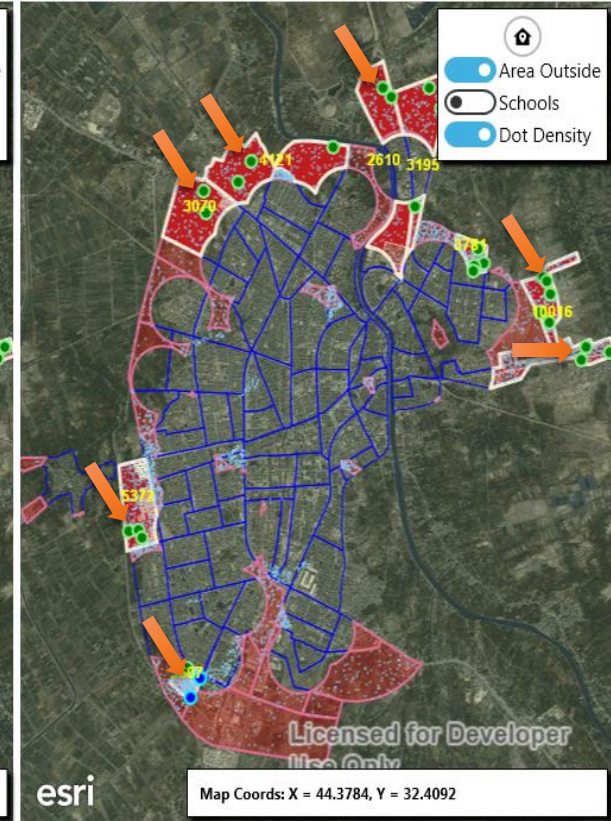 Area Outside
Schools
Dot Density
4121
2610
3195
3070
3781
10016
5372
Licensed for Developer
Use Only
esri
Map Coords: X = 44.3784, Y = 32.4092